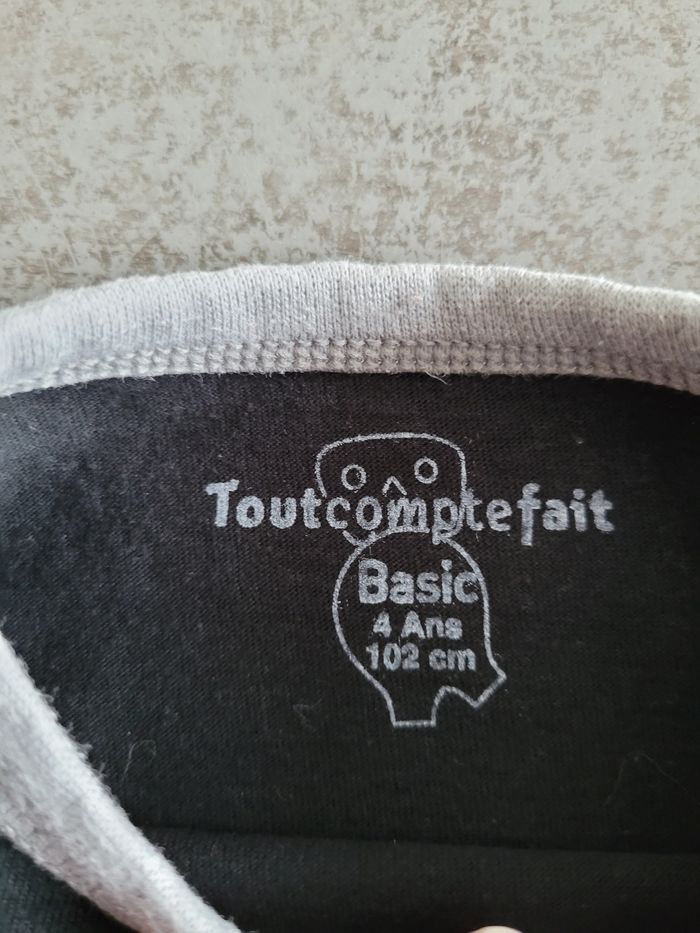 Toutcomptefait
Basic
4 Ans
102 cm